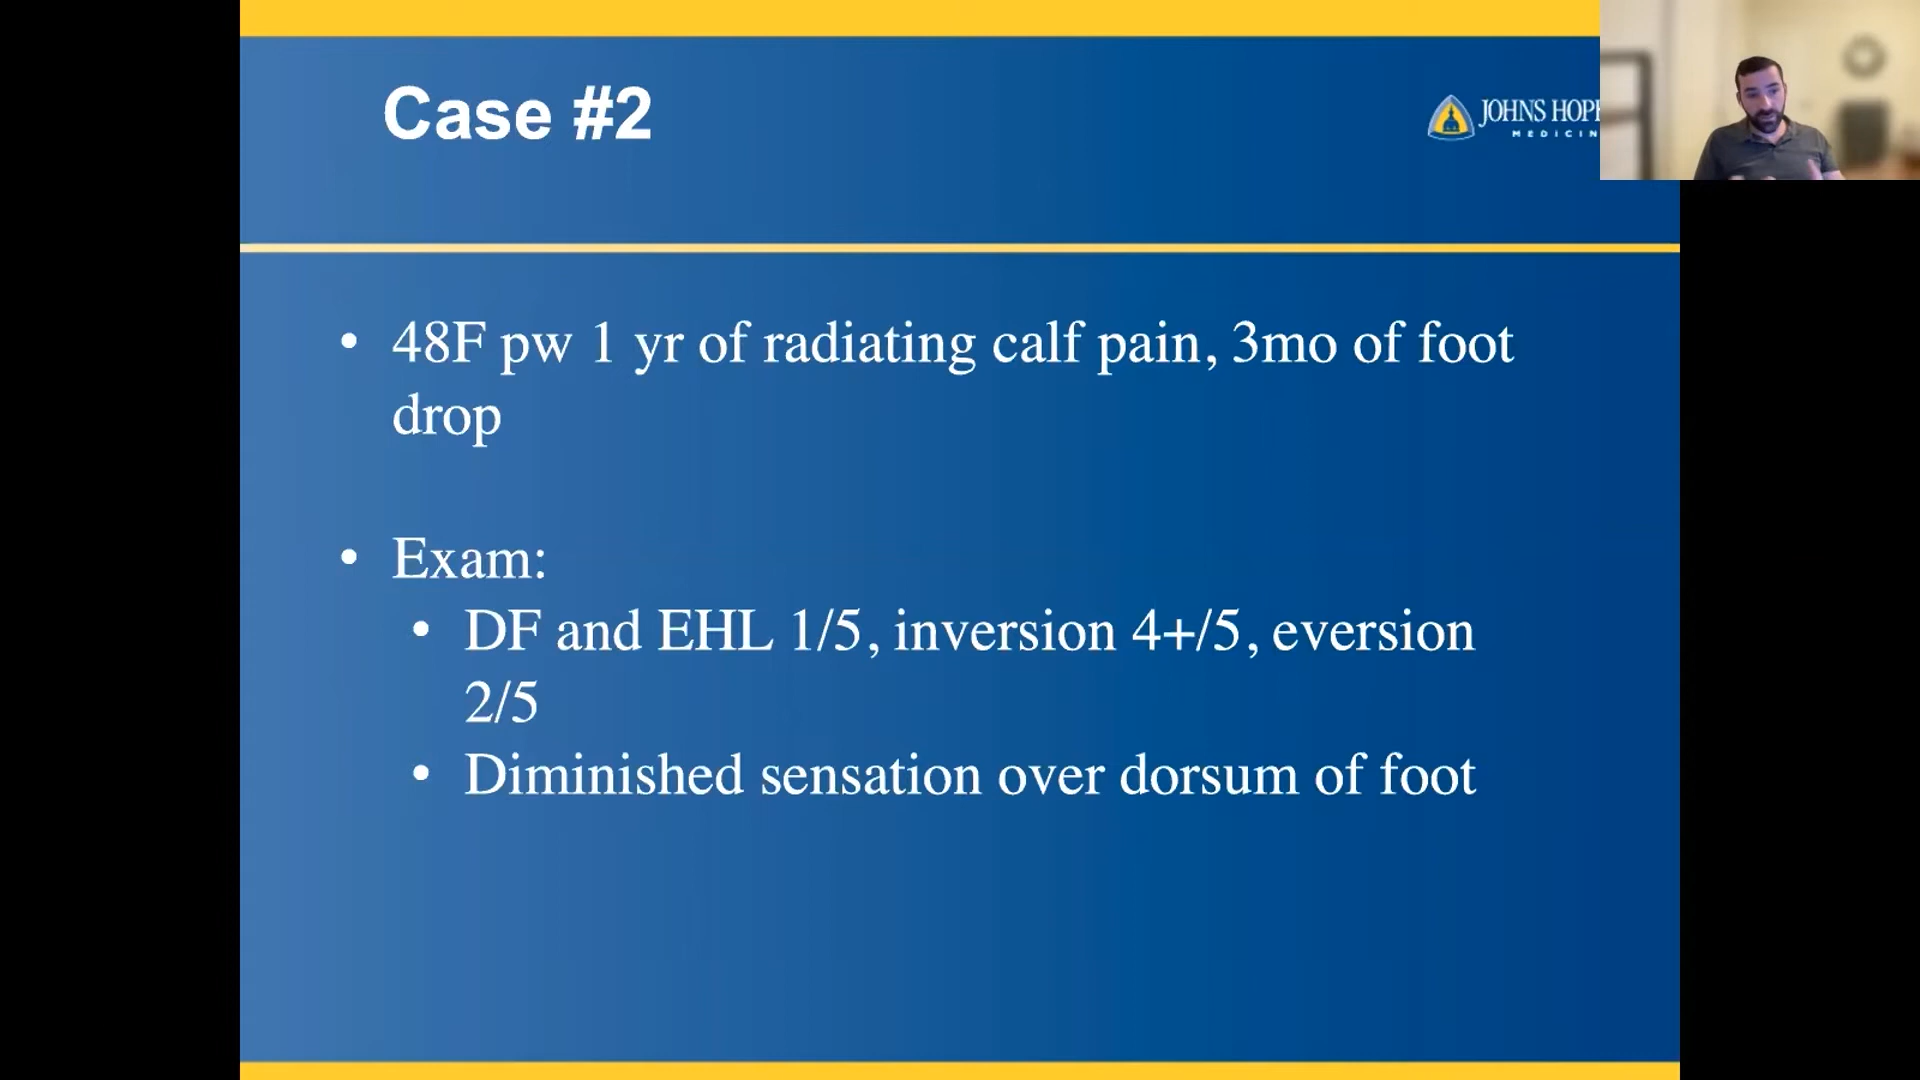 Case #2
JOHNS HOP
MEDICIN
• 48F pw 1 yr of radiating calf pain, 3mo of foot
drop
• Exam:
• DF and EHL 1/5, inversion 4+/5, eversion
2/5
• Diminished sensation over dorsum of foot